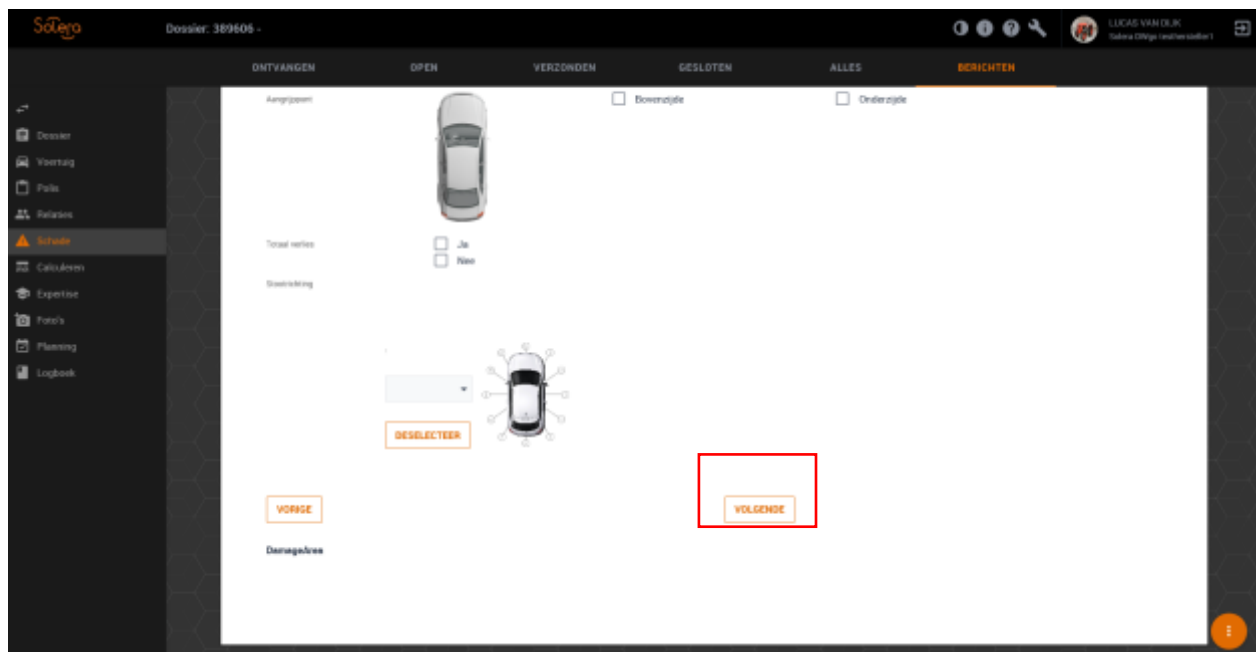 Solera
Dossier: 389606 -
LUCAS VAN DIJK
ONTVANGEN
OPEN
VERZONDEN
GESLOTEN
ALLES
BERICHTEN
Dossier
Voertuig
Polis
Relaties
Schade
Calculeren
Expertise
Foto's
Planning
Logboek
Aangrijppunt
Bovenzijde
Onderzijde
Totaal verlies
Ja
Nee
Stootrichting
DESELECTEER
VORIGE
VOLGENDE
DamageArea